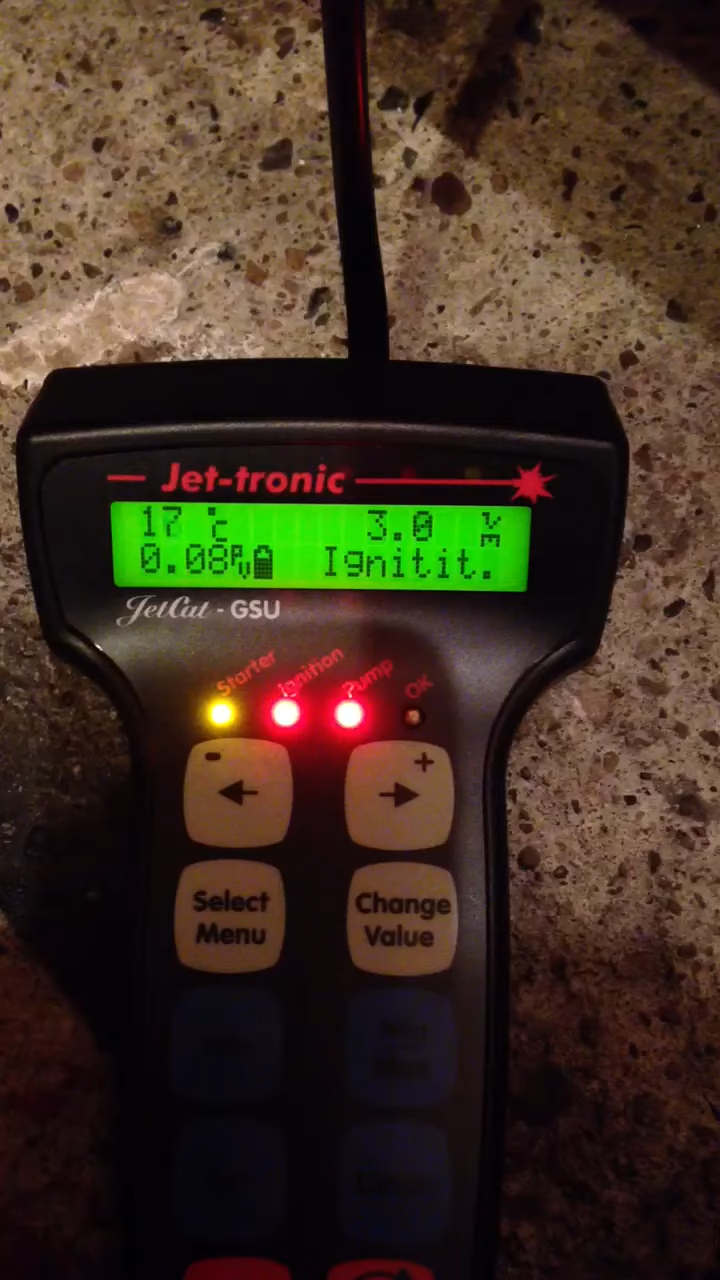 Jet-tronic
17 °C 3.0
0.08 Ignitit.
JetCat - GSU
Starter Ignition Pump OK
- +
Select Menu
Change Value